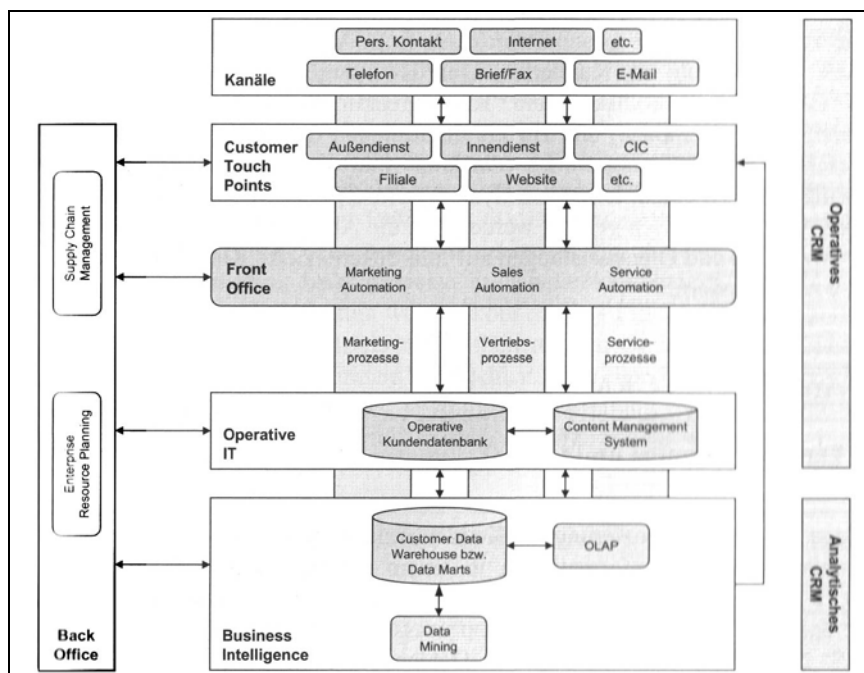 Pers. Kontakt
Internet
etc.
Kanäle
Telefon
Brief/Fax
E-Mail
Customer
Touch
Points
Außendienst
Innendienst
CIC
Filiale
Website
etc.
Front
Office
Marketing
Automation
Sales
Automation
Service
Automation
Marketing-
prozesse
Vertriebs-
prozesse
Service-
prozesse
Operative
IT
Operative
Kundendatenbank
Content Management
System
Customer Data
Warehouse bzw.
Data Marts
OLAP
Data
Mining
Business
Intelligence
Supply Chain
Management
Enterprise
Resource Planning
Back
Office
Operatives
CRM
Analytisches
CRM